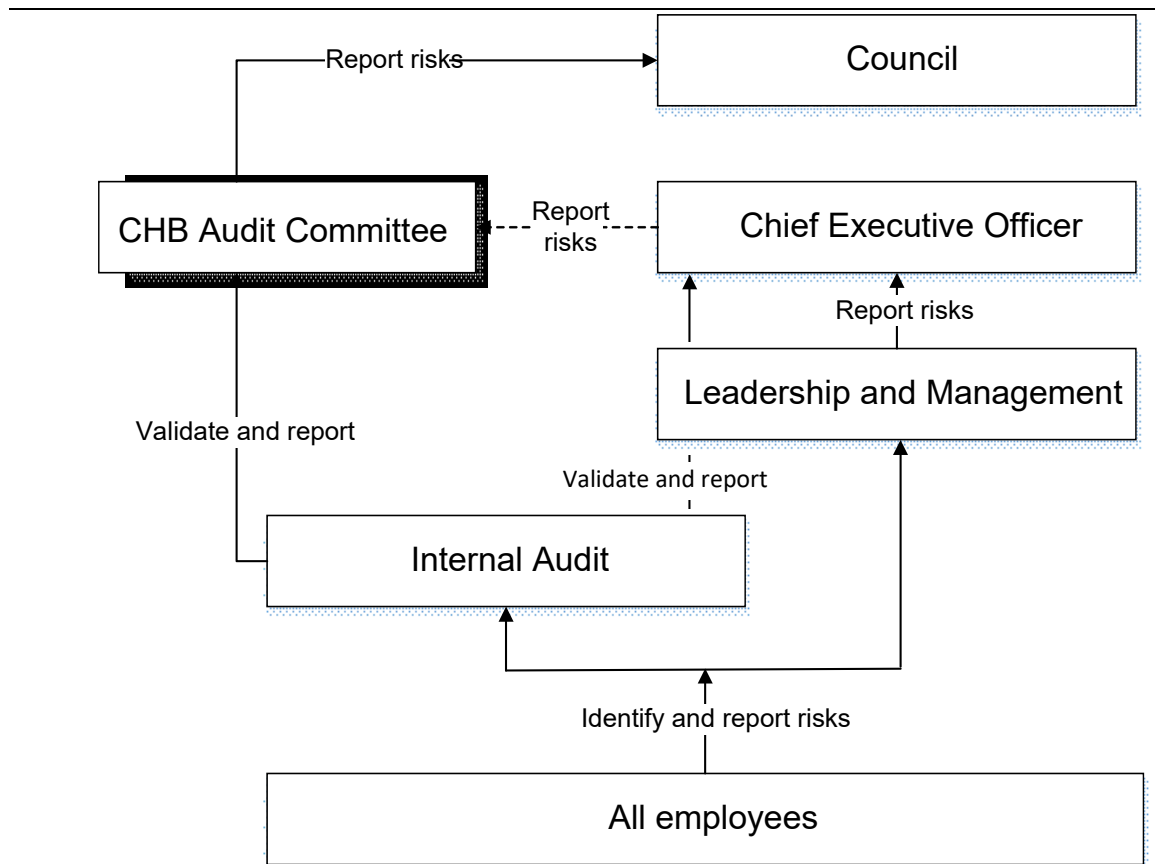 Report risks
Council
CHB Audit Committee
Report
risks
Chief Executive Officer
Report risks
Leadership and Management
Validate and report
Validate and report
Internal Audit
Identify and report risks
All employees